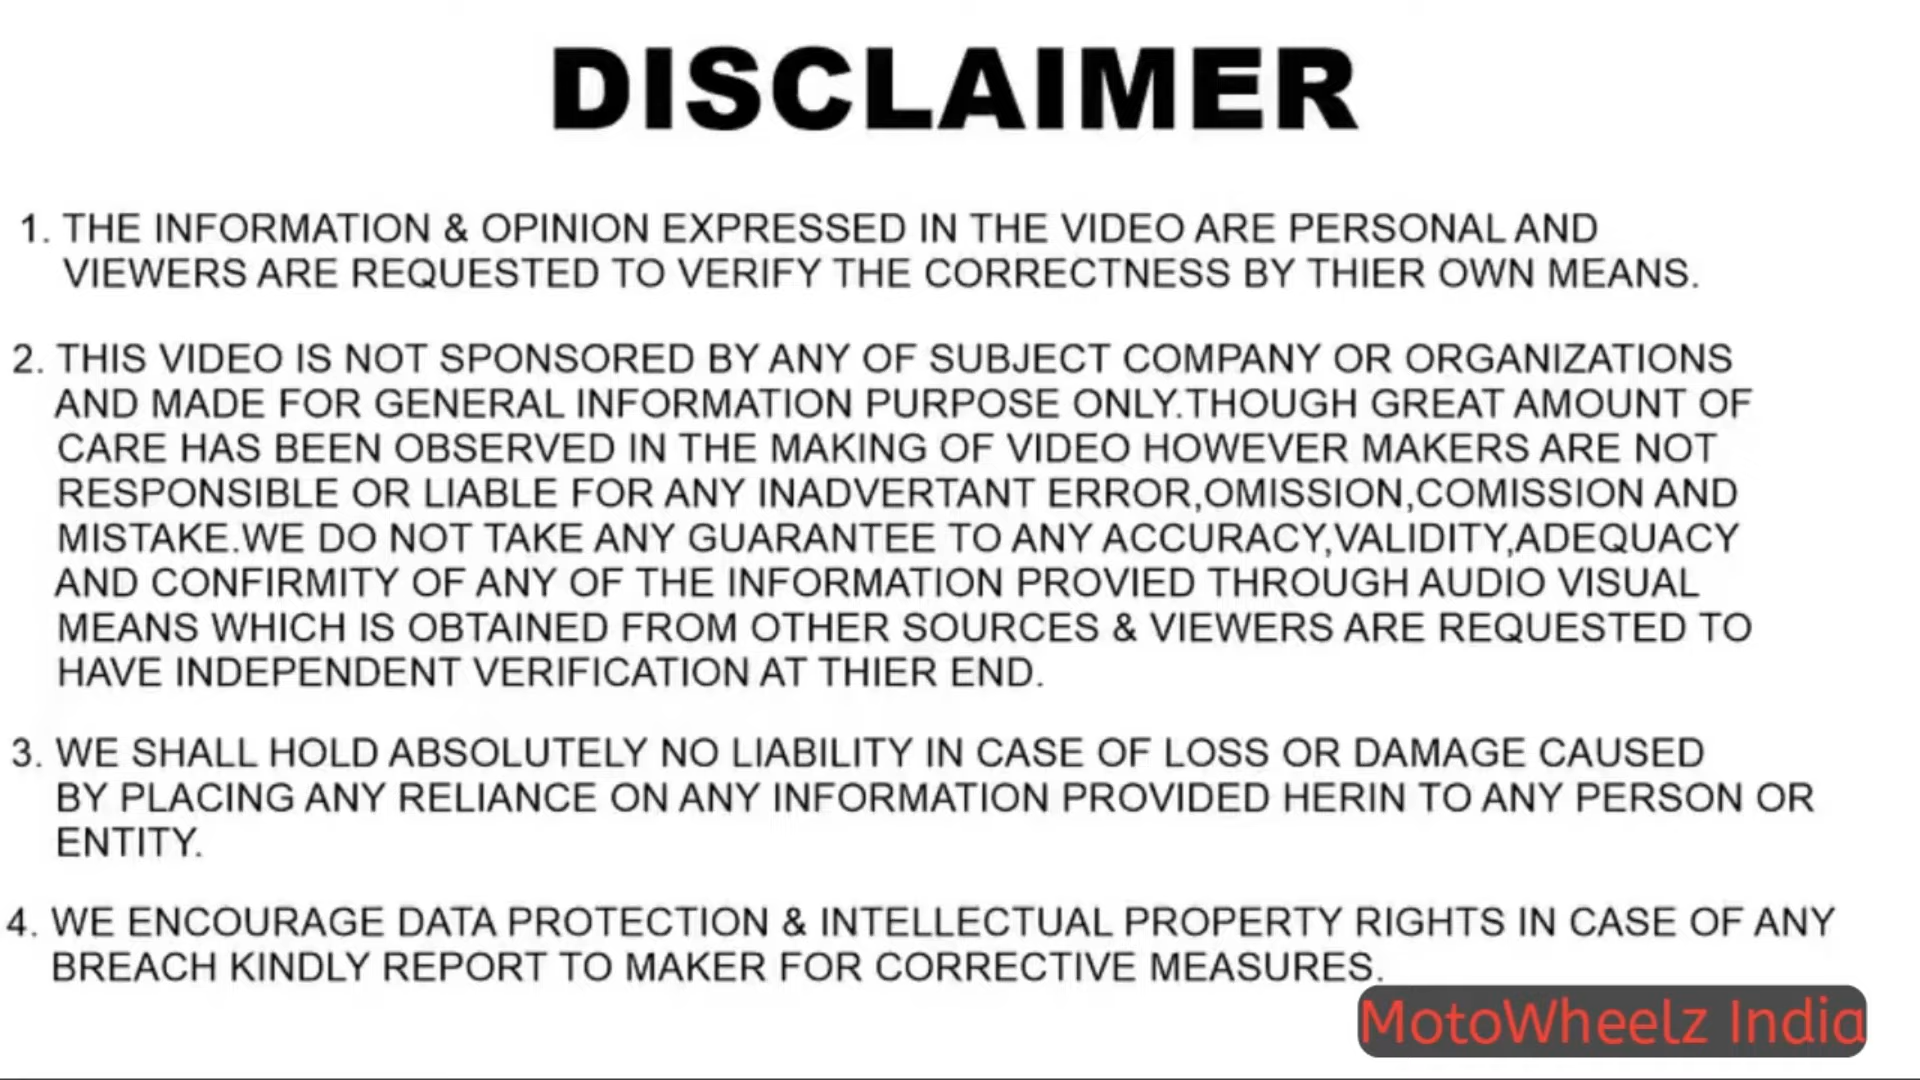 DISCLAIMER
1. THE INFORMATION & OPINION EXPRESSED IN THE VIDEO ARE PERSONAL AND
VIEWERS ARE REQUESTED TO VERIFY THE CORRECTNESS BY THIER OWN MEANS.
2. THIS VIDEO IS NOT SPONSORED BY ANY OF SUBJECT COMPANY OR ORGANIZATIONS
AND MADE FOR GENERAL INFORMATION PURPOSE ONLY.THOUGH GREAT AMOUNT OF
CARE HAS BEEN OBSERVED IN THE MAKING OF VIDEO HOWEVER MAKERS ARE NOT
RESPONSIBLE OR LIABLE FOR ANY INADVERTANT ERROR,OMISSION,COMISSION AND
MISTAKE.WE DO NOT TAKE ANY GUARANTEE TO ANY ACCURACY,VALIDITY,ADEQUACY
AND CONFIRMITY OF ANY OF THE INFORMATION PROVIED THROUGH AUDIO VISUAL
MEANS WHICH IS OBTAINED FROM OTHER SOURCES & VIEWERS ARE REQUESTED TO
HAVE INDEPENDENT VERIFICATION AT THIER END.
3. WE SHALL HOLD ABSOLUTELY NO LIABILITY IN CASE OF LOSS OR DAMAGE CAUSED
BY PLACING ANY RELIANCE ON ANY INFORMATION PROVIDED HERIN TO ANY PERSON OR
ENTITY.
4. WE ENCOURAGE DATA PROTECTION & INTELLECTUAL PROPERTY RIGHTS IN CASE OF ANY
BREACH KINDLY REPORT TO MAKER FOR CORRECTIVE MEASURES.
MotoWheelz India